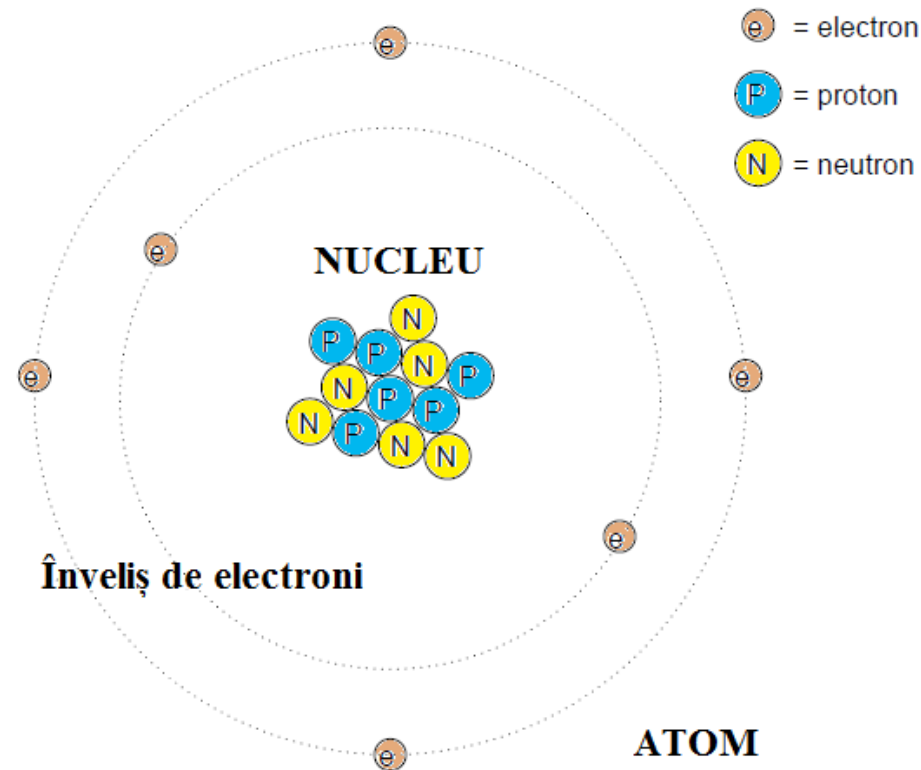 e = electron
e
P = proton
N = neutron
e
NUCLEU
N
P
P
N
P
e
e
N
P
P
N
P
N
N
e
Înveliș de electroni
ATOM
e